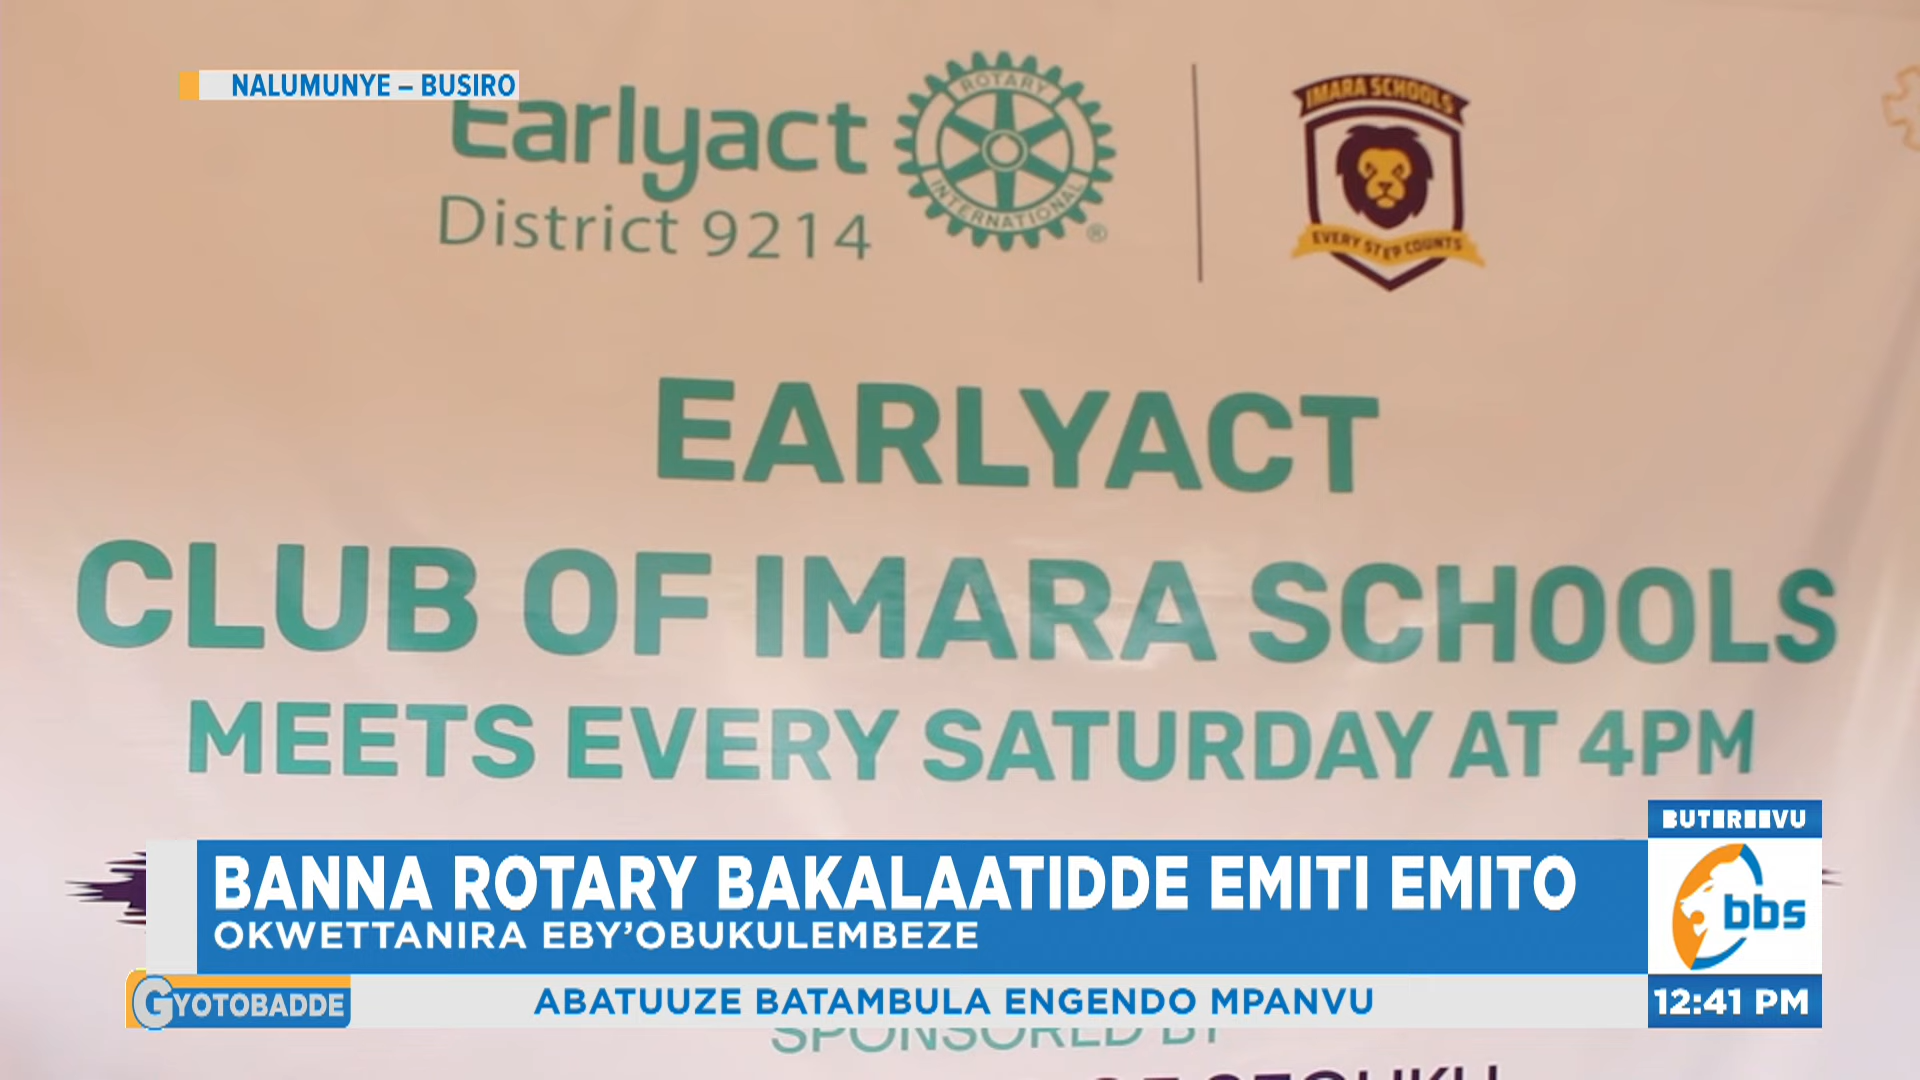 NALUMUNYE – BUSIRO
Earlyact
District 9214
ROTARY
INTERNATIONAL
®
IMARA SCHOOLS
EVERY STEP COUNTS
EARLYACT
CLUB OF IMARA SCHOOLS
MEETS EVERY SATURDAY AT 4PM
BUTEREEVU
BANNA ROTARY BAKALAATIDDE EMITI EMITO
OKWETTANIRA EBY’OBUKULEMBEZE
bbs
GYOTOBADDE
ABATUUZE BATAMBULA ENGENDO MPANVU
12:41 PM
SPONSORED BY